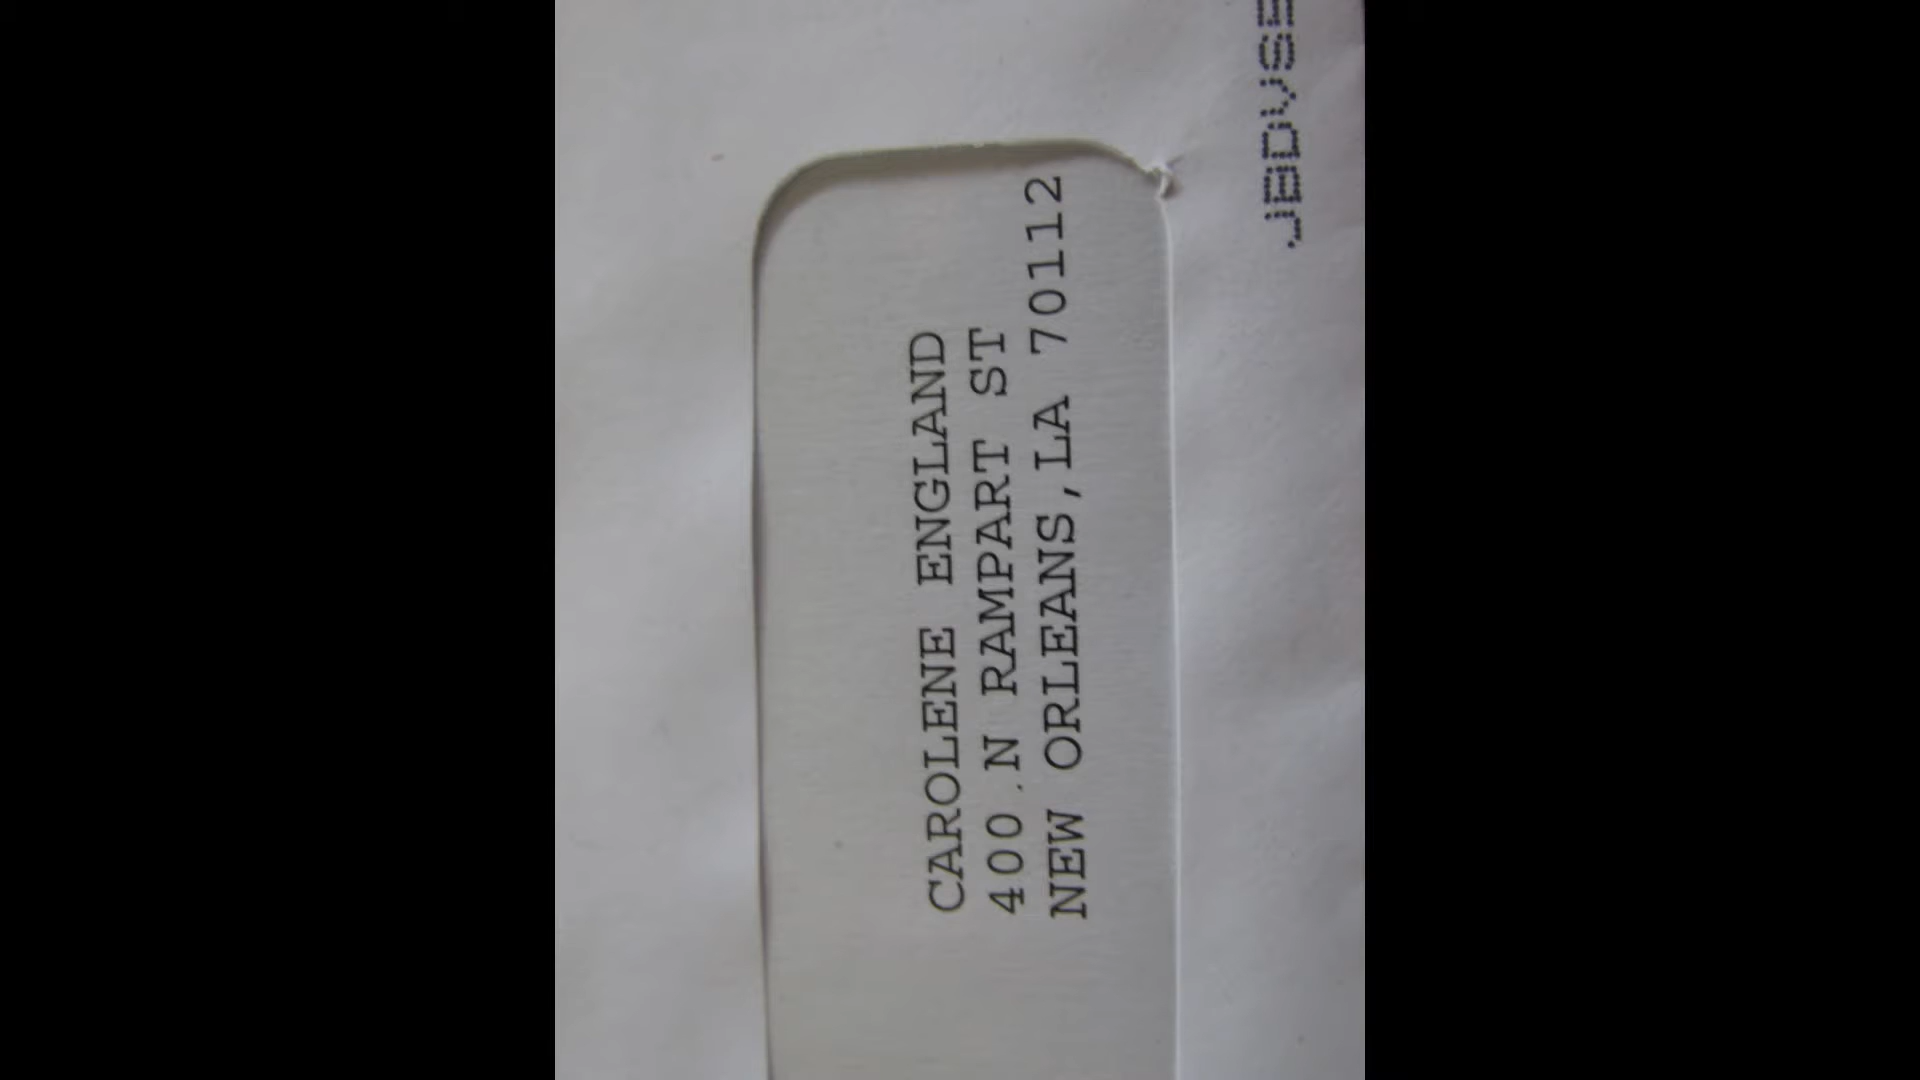 CAROLENE ENGLAND
400 N RAMPART ST
NEW ORLEANS, LA 70112